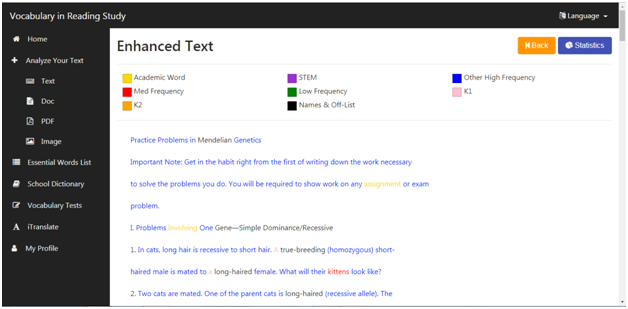 Vocabulary in Reading Study
Language
Home
Analyze Your Text
Text
Doc
PDF
Image
Essential Words List
School Dictionary
Vocabulary Tests
iTranslate
My Profile
Enhanced Text
Back
Statistics
Academic Word
STEM
Other High Frequency
Med Frequency
Low Frequency
K1
K2
Names & Off-List
Practice Problems in Mendelian Genetics
Important Note: Get in the habit right from the first of writing down the work necessary
to solve the problems you do. You will be required to show work on any assignment or exam
problem.
I. Problems Involving One Gene—Simple Dominance/Recessive
1. In cats, long hair is recessive to short hair. A true-breeding (homozygous) short-
haired male is mated to a long-haired female. What will their kittens look like?
2. Two cats are mated. One of the parent cats is long-haired (recessive allele). The